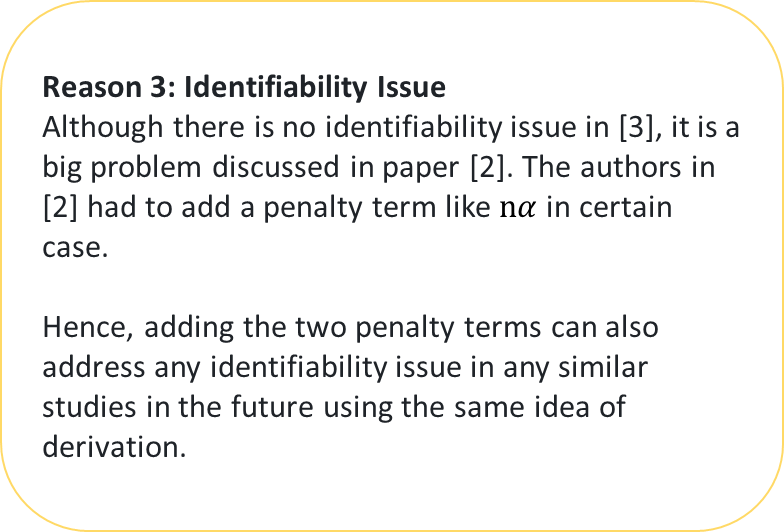 Reason 3: Identifiability Issue
Although there is no identifiability issue in [3], it is a
big problem discussed in paper [2]. The authors in
[2] had to add a penalty term like n𝛼 in certain
case.
Hence, adding the two penalty terms can also
address any identifiability issue in any similar
studies in the future using the same idea of
derivation.